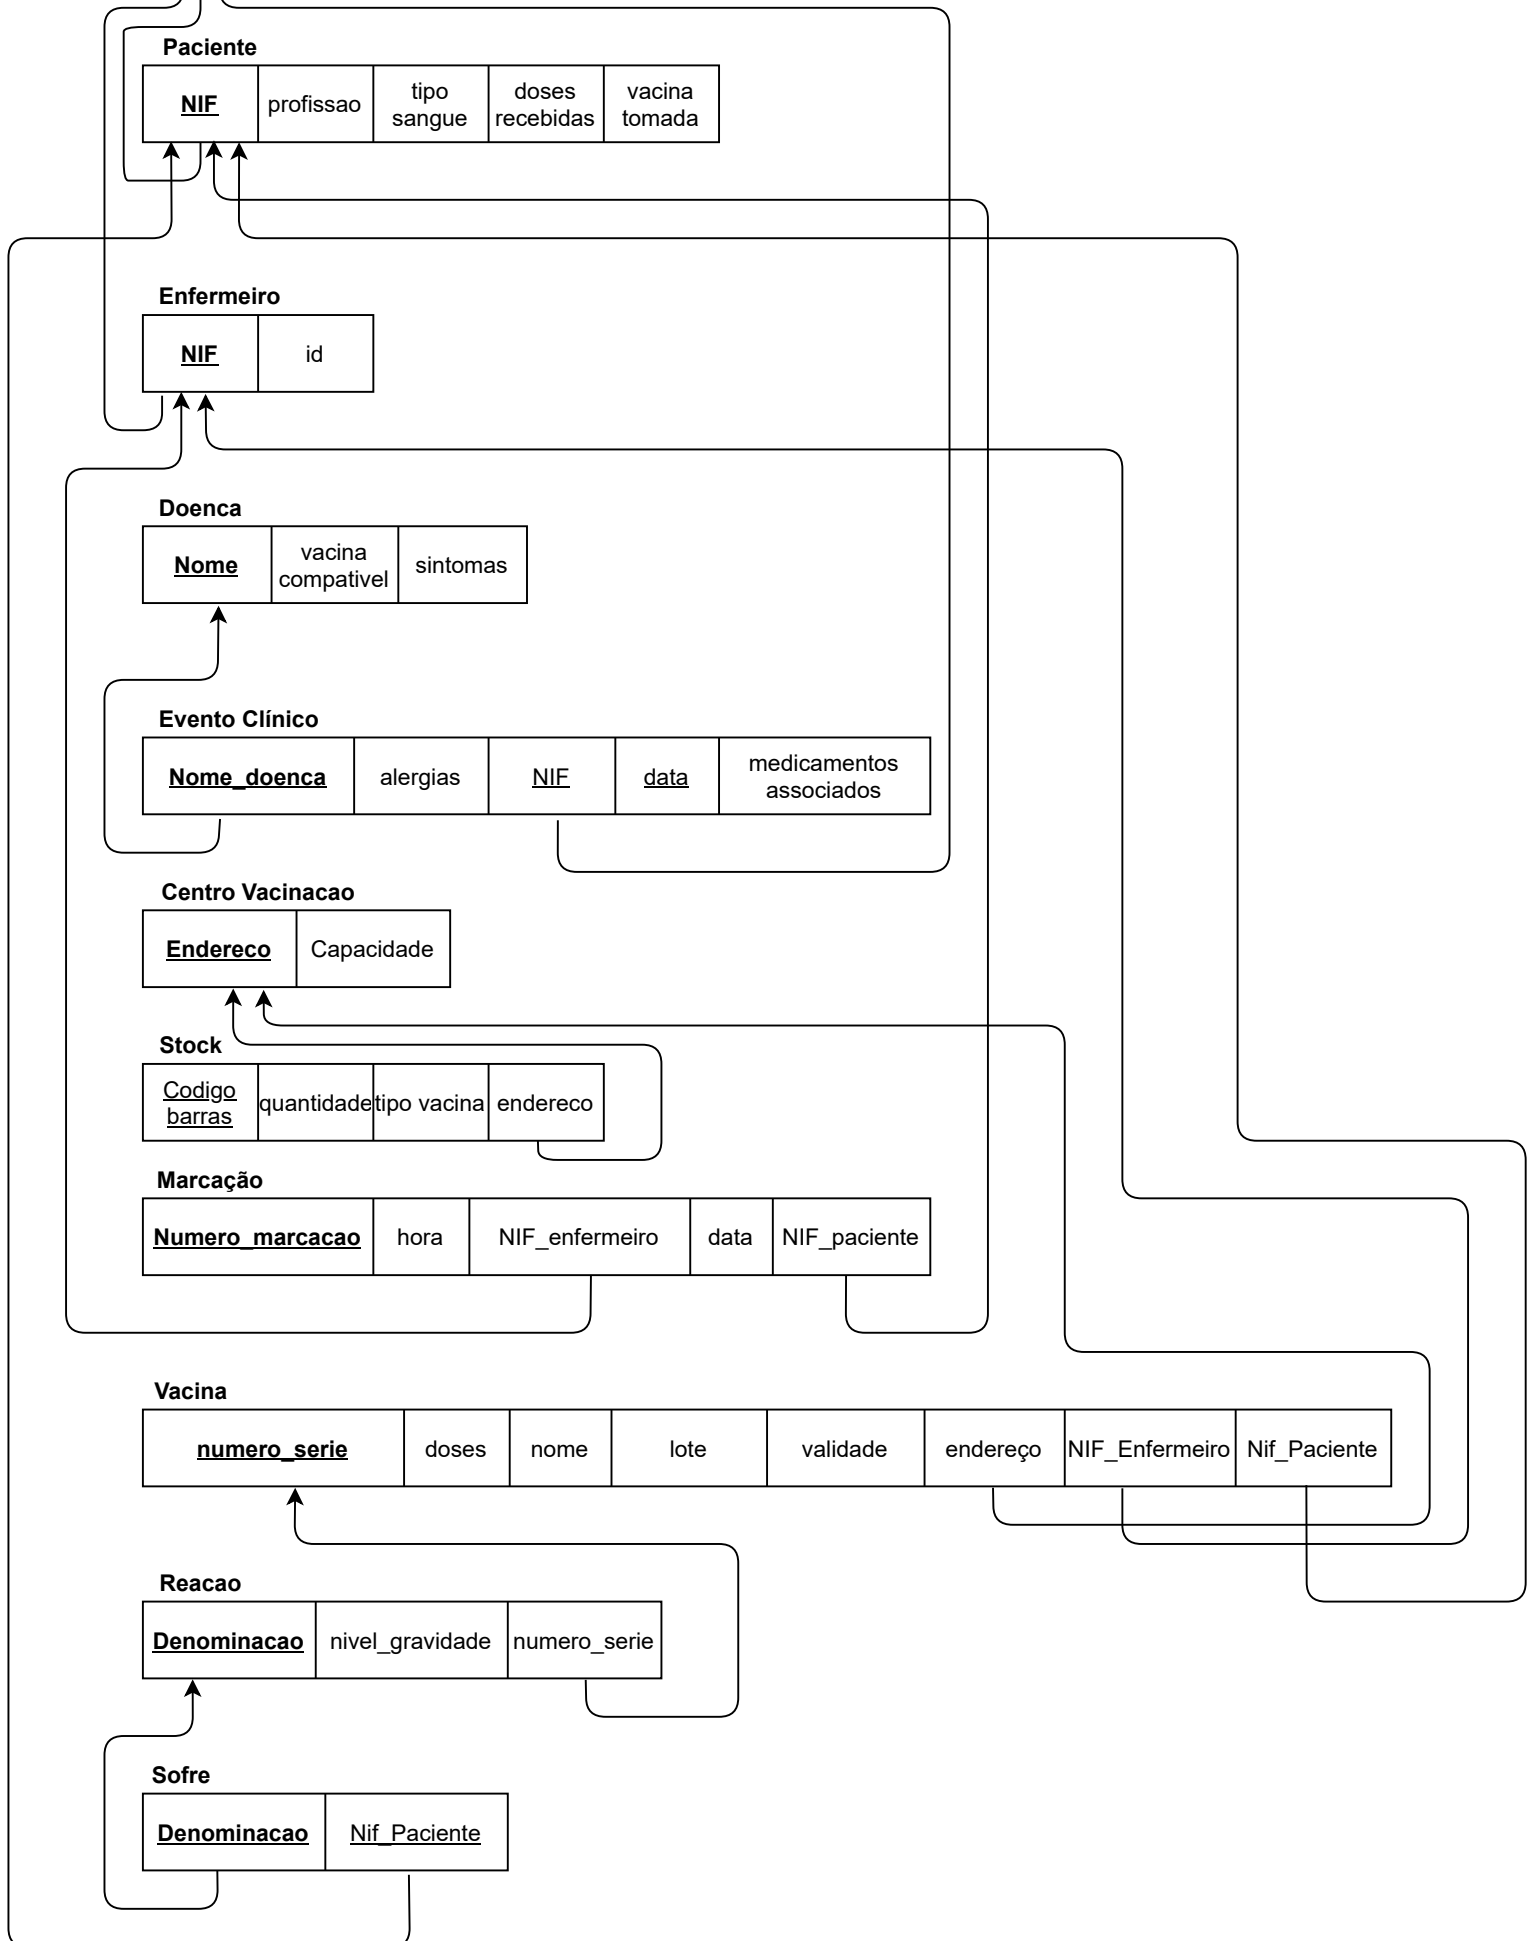 Paciente
NIF profissao tipo sangue doses recebidas vacina tomada
Enfermeiro
NIF id
Doenca
Nome vacina compativel sintomas
Evento Clínico
Nome_doenca alergias NIF data medicamentos associados
Centro Vacinacao
Endereco Capacidade
Stock
Codigo barras quantidade tipo vacina endereco
Marcação
Numero_marcacao hora NIF_enfermeiro data NIF_paciente
Vacina
numero_serie doses nome lote validade endereço NIF_Enfermeiro Nif_Paciente
Reacao
Denominacao nivel_gravidade numero_serie
Sofre
Denominacao Nif_Paciente